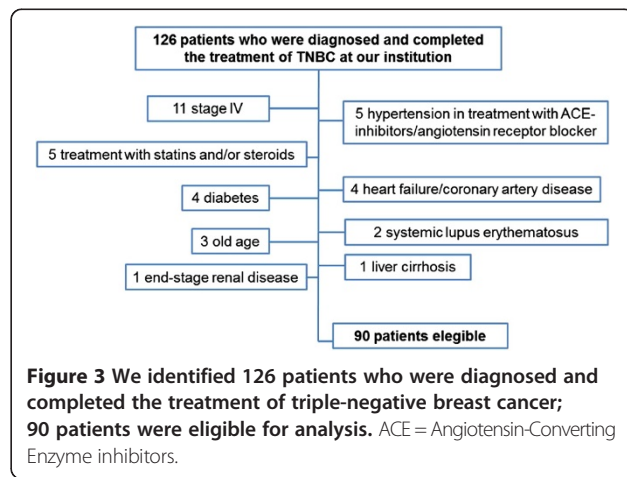 126 patients who were diagnosed and completed
the treatment of TNBC at our institution
11 stage IV
5 hypertension in treatment with ACE-
inhibitors/angiotensin receptor blocker
5 treatment with statins and/or steroids
4 diabetes
4 heart failure/coronary artery disease
3 old age
2 systemic lupus erythematosus
1 end-stage renal disease
1 liver cirrhosis
90 patients elegible
Figure 3 We identified 126 patients who were diagnosed and
completed the treatment of triple-negative breast cancer;
90 patients were eligible for analysis. ACE = Angiotensin-Converting
Enzyme inhibitors.